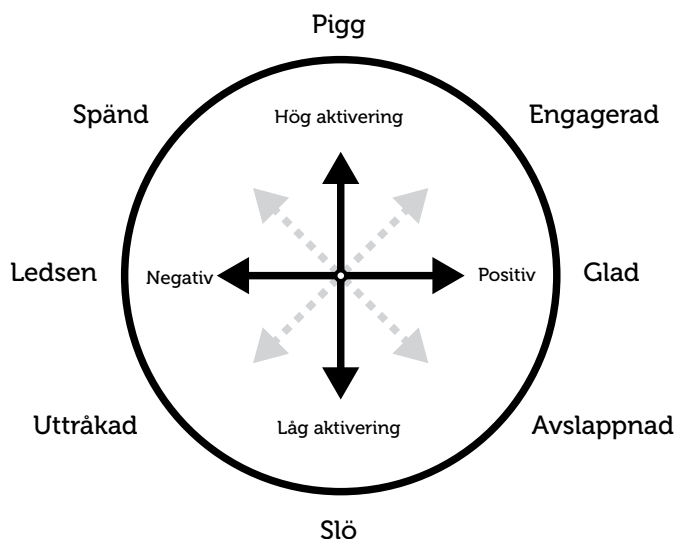 Pigg
Spänd
Hög aktivering
Engagerad
Ledsen
Negativ
Positiv
Glad
Uttråkad
Låg aktivering
Avslappnad
Slö